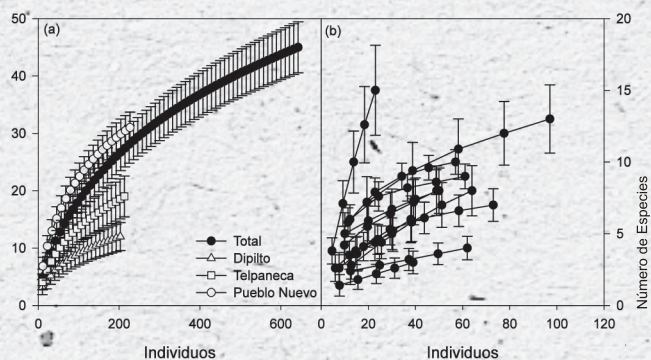 (a)
50
40
30
20
10
0
0 200 400 600
Individuos
Total
Dipilto
Telpaneca
Pueblo Nuevo
(b)
20
15
10
5
0
0 20 40 60 80 100 120
Individuos
Número de Especies